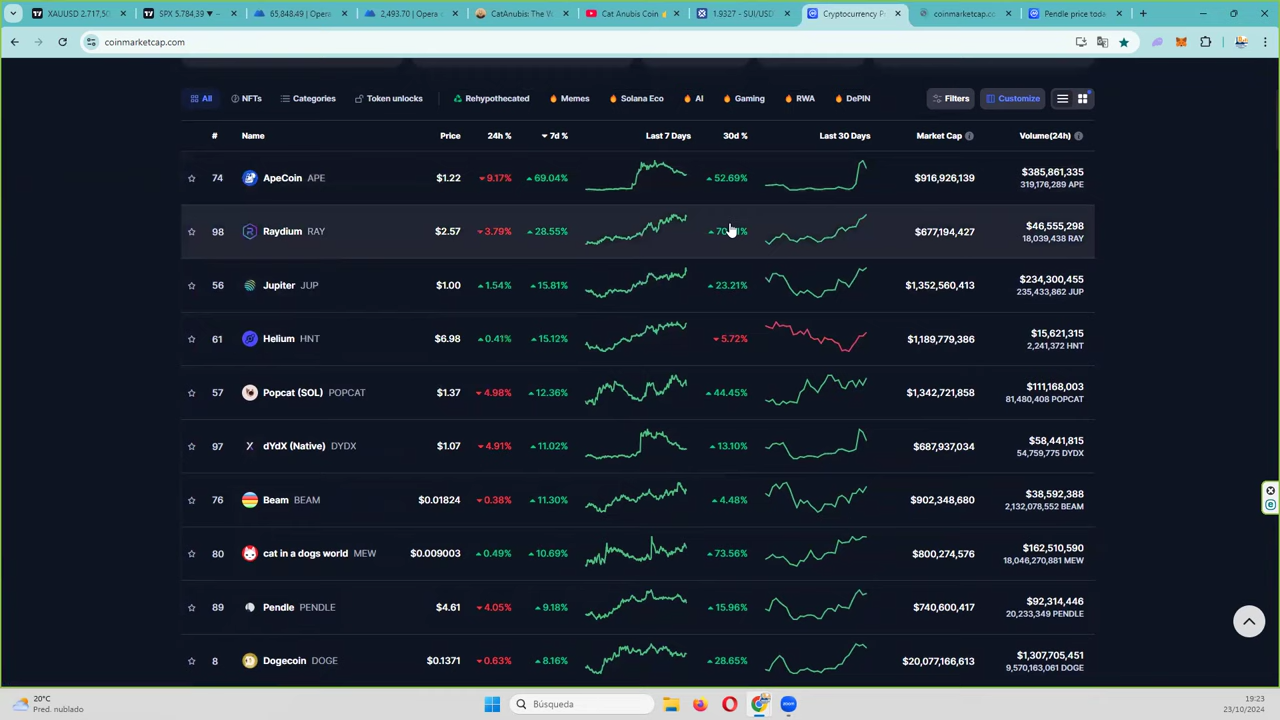 XAUUSD 2.717,50
SPX 5.784,39 ▼
65,848.49 | Opera
2,493.70 | Opera c
CatAnubis: The W
Cat Anubis Coin
1.9327 - SUI/USD
Cryptocurrency P
coinmarketcap.co
Pendle price toda
coinmarketcap.com
All NFTs Categories Token unlocks Rehypothecated Memes Solana Eco AI Gaming RWA DePIN Filters Customize
# Name Price 24h % 7d % Last 7 Days 30d % Last 30 Days Market Cap Volume(24h)
74 ApeCoin APE $1.22 9.17% 69.04% 52.69% $916,926,139 $385,861,335
319,176,289 APE
98 Raydium RAY $2.57 3.79% 28.55% $677,194,427 $46,555,298
18,039,438 RAY
56 Jupiter JUP $1.00 1.54% 15.81% 23.21% $1,352,560,413 $234,300,455
235,433,862 JUP
61 Helium HNT $6.98 0.41% 15.12% 5.72% $1,189,779,386 $15,621,315
2,241,372 HNT
57 Popcat (SOL) POPCAT $1.37 4.98% 12.36% 44.45% $1,342,721,858 $111,168,003
81,480,408 POPCAT
97 dYdX (Native) DYDX $1.07 4.91% 11.02% 13.10% $687,937,034 $58,441,815
54,759,775 DYDX
76 Beam BEAM $0.01824 0.38% 11.30% 4.48% $902,348,680 $38,592,388
2,132,078,552 BEAM
80 cat in a dogs world MEW $0.009003 0.49% 10.69% 73.56% $800,274,576 $162,510,590
18,046,270,881 MEW
89 Pendle PENDLE $4.61 4.05% 9.18% 15.96% $740,600,417 $92,314,446
20,233,349 PENDLE
8 Dogecoin DOGE $0.1371 0.63% 8.16% 28.65% $20,077,166,613 $1,307,705,451
9,570,163,061 DOGE
20°C
Pred. nublado
Búsqueda
19:23
23/10/2024